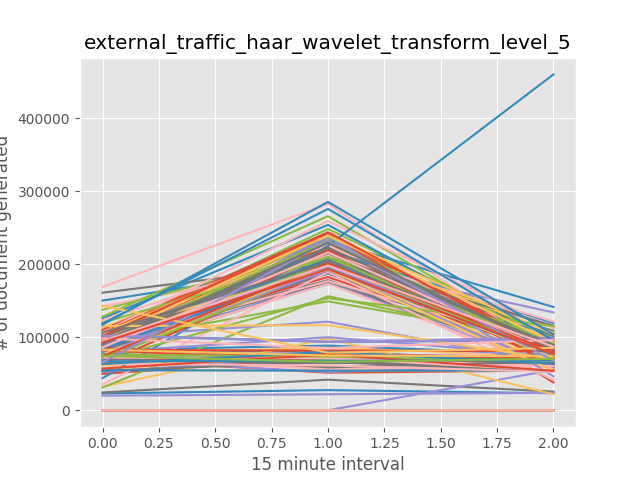 external_traffic_haar_wavelet_transform_level_5
# of document generated
400000
300000
200000
100000
0
0.00 0.25 0.50 0.75 1.00 1.25 1.50 1.75 2.00
15 minute interval